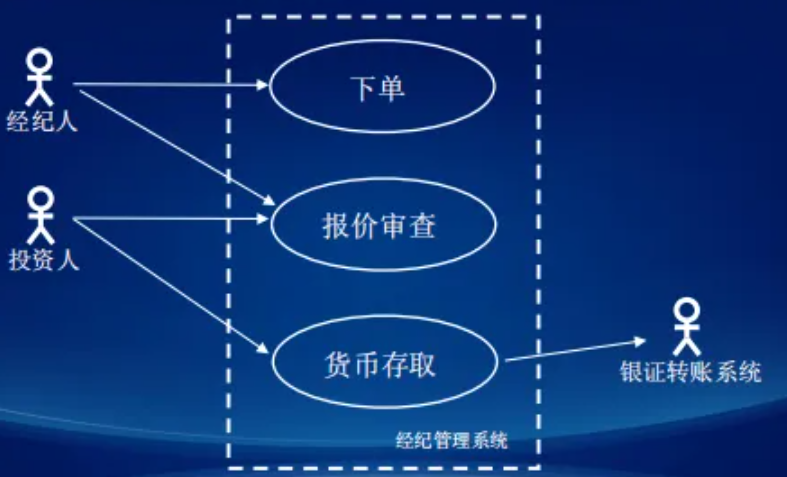 下单
经纪人
报价审查
投资人
货币存取
银证转账系统
经纪管理系统